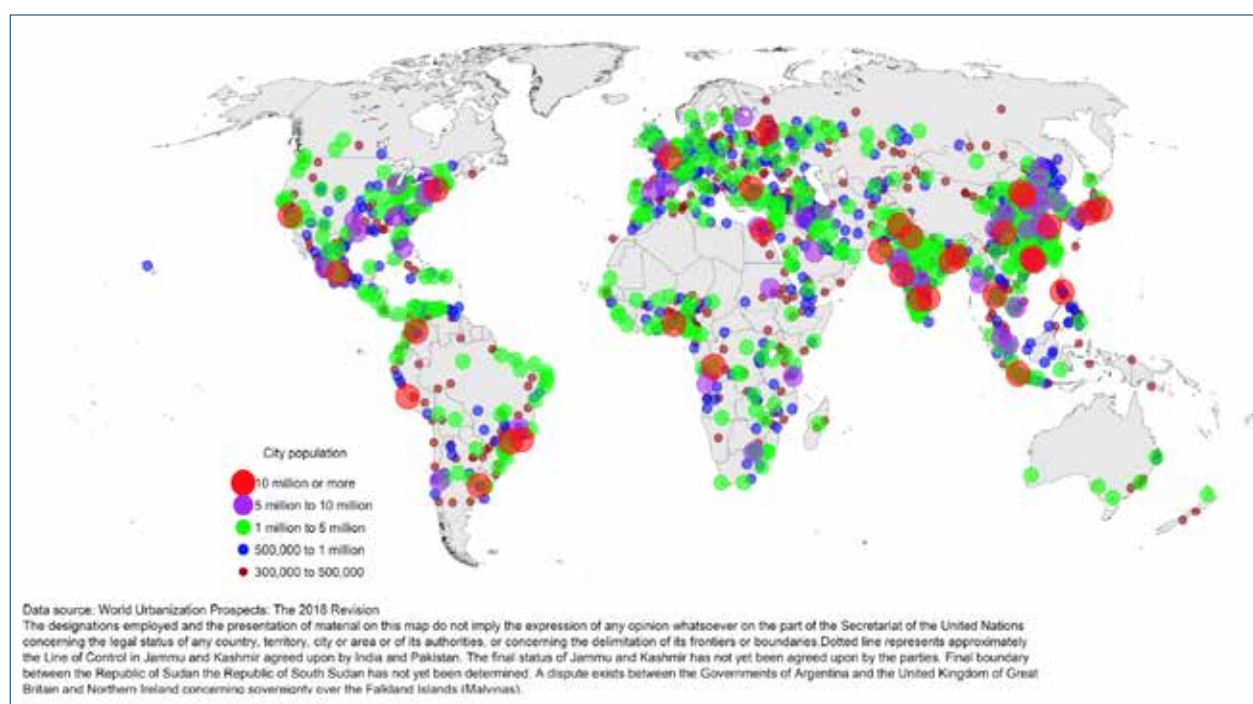 City population
10 million or more
5 million to 10 million
1 million to 5 million
500,000 to 1 million
300,000 to 500,000
Data source: World Urbanization Prospects: The 2018 Revision
The designations employed and the presentation of material on this map do not imply the expression of any opinion whatsoever on the part of the Secretariat of the United Nations
concerning the legal status of any country, territory, city or area or of its authorities, or concerning the delimitation of its frontiers or boundaries.Dotted line represents approximately
the Line of Control in Jammu and Kashmir agreed upon by India and Pakistan. The final status of Jammu and Kashmir has not yet been agreed upon by the parties. Final boundary
between the Republic of Sudan the Republic of South Sudan has not yet been determined. A dispute exists between the Governments of Argentina and the United Kingdom of Great
Britain and Northern Ireland concerning sovereignty over the Falkland Islands (Malvinas).